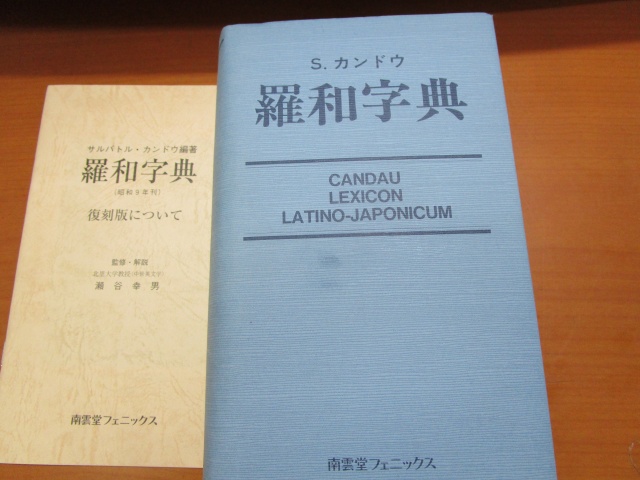 サルバトル・カンドウ編著
羅和字典
(昭和9年刊)
復刻版について
監修・解説
瀬谷幸男
南雲堂フェニックス
S. カンドウ
羅和字典
CANDAU
LEXICON
LATINO-JAPONICUM
南雲堂フェニックス